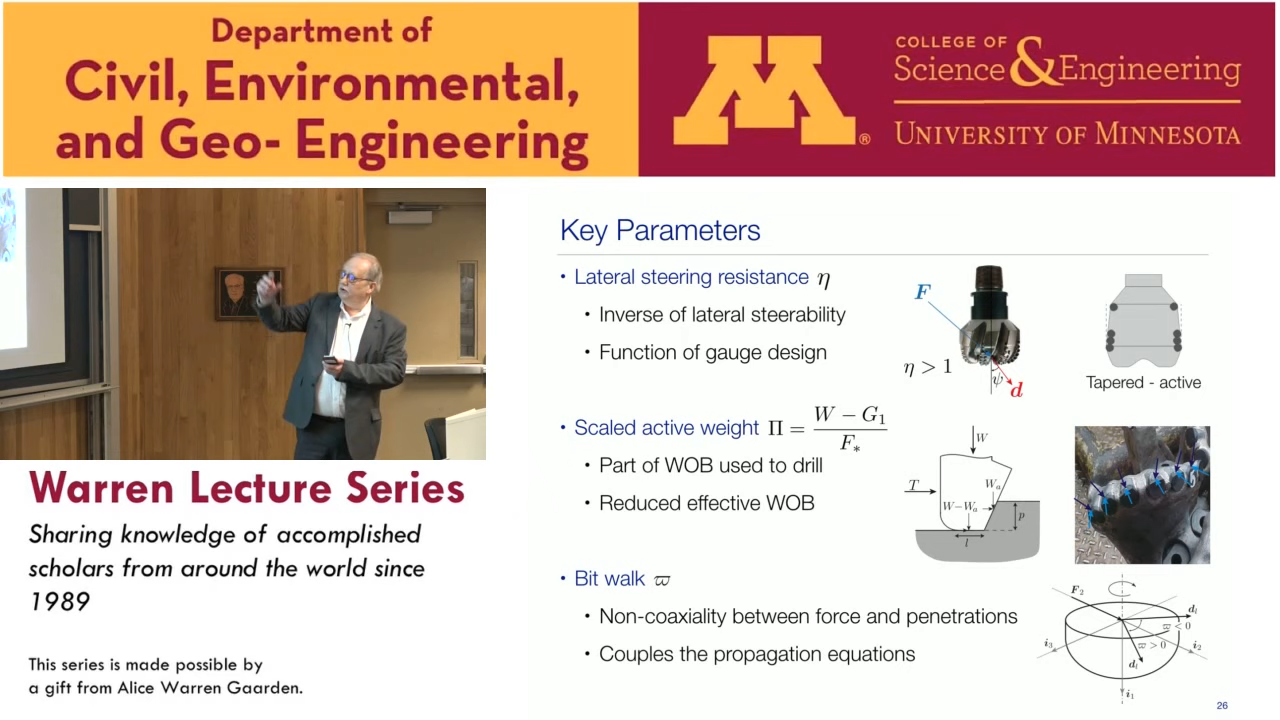 Department of
Civil, Environmental,
and Geo- Engineering
COLLEGE OF
Science & Engineering
UNIVERSITY OF MINNESOTA
M
®
Warren Lecture Series
Sharing knowledge of accomplished
scholars from around the world since
1989
This series is made possible by
a gift from Alice Warren Gaarden.
Key Parameters
• Lateral steering resistance η
• Inverse of lateral steerability
• Function of gauge design
F
η > 1
ψ
d
Tapered - active
• Scaled active weight Π = (W − G₁) / F*
• Part of WOB used to drill
• Reduced effective WOB
W
T
Wₐ
W−Wₐ
p
l
• Bit walk ϖ
• Non-coaxiality between force and penetrations
• Couples the propagation equations
F₂
dₗ
ϖ < 0
ϖ > 0
i₃
i₂
dₗ
i₁
26